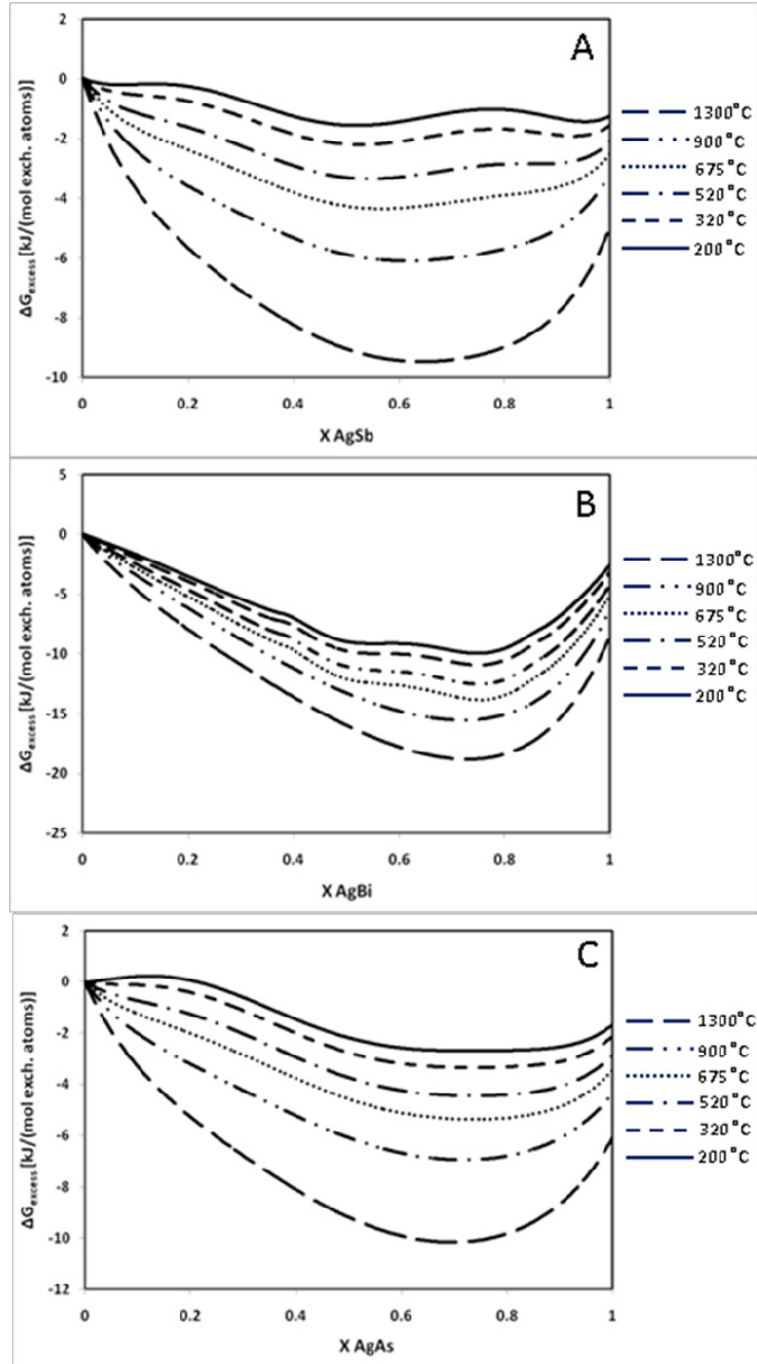 A
2
0
-2
-4
-6
-8
-10
ΔGexcess [kJ/(mol exch. atoms)]
0 0.2 0.4 0.6 0.8 1
X AgSb
1300°C
900°C
675°C
520°C
320°C
200°C
B
5
0
-5
-10
-15
-20
-25
ΔGexcess [kJ/(mol exch. atoms)]
0 0.2 0.4 0.6 0.8 1
X AgBi
1300°C
900°C
675°C
520°C
320°C
200°C
C
2
0
-2
-4
-6
-8
-10
-12
ΔGexcess [kJ/(mol exch. atoms)]
0 0.2 0.4 0.6 0.8 1
X AgAs
1300°C
900°C
675°C
520°C
320°C
200°C